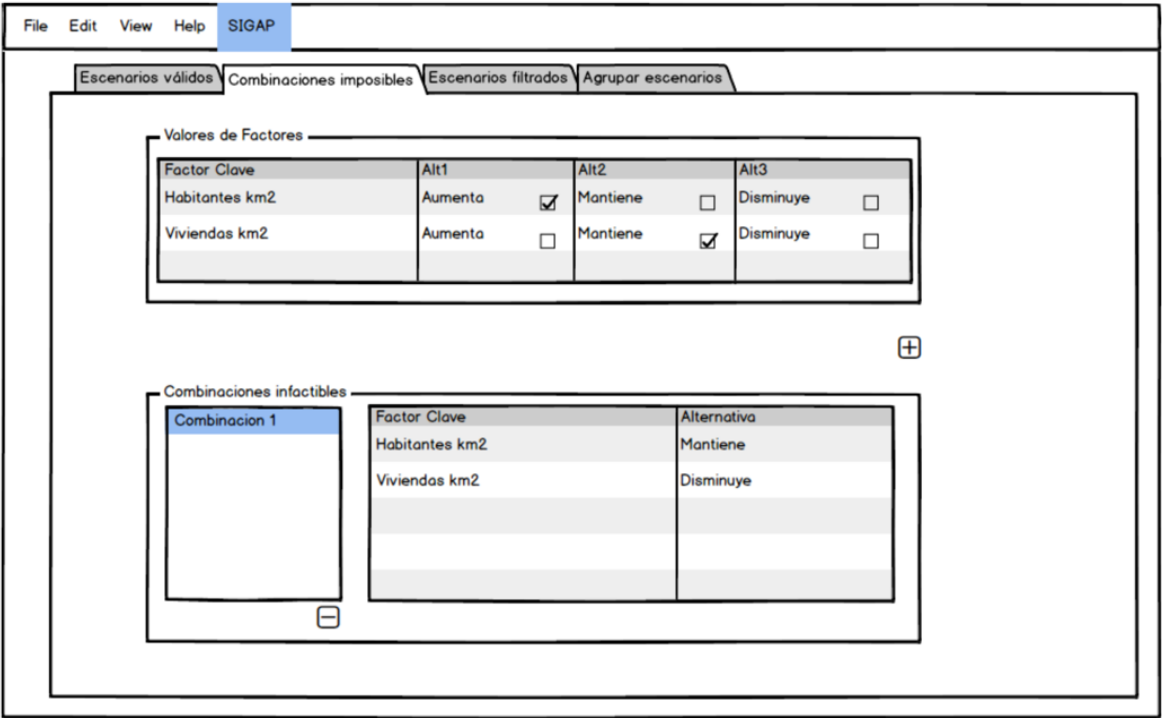 File Edit View Help SIGAP
Escenarios válidos Combinaciones imposibles Escenarios filtrados Agrupar escenarios
Valores de Factores
Factor Clave Alt1 Alt2 Alt3
Habitantes km2 Aumenta Mantiene Disminuye
Viviendas km2 Aumenta Mantiene Disminuye
Combinaciones infactibles
Combinacion 1 Factor Clave Alternativa
Habitantes km2 Mantiene
Viviendas km2 Disminuye